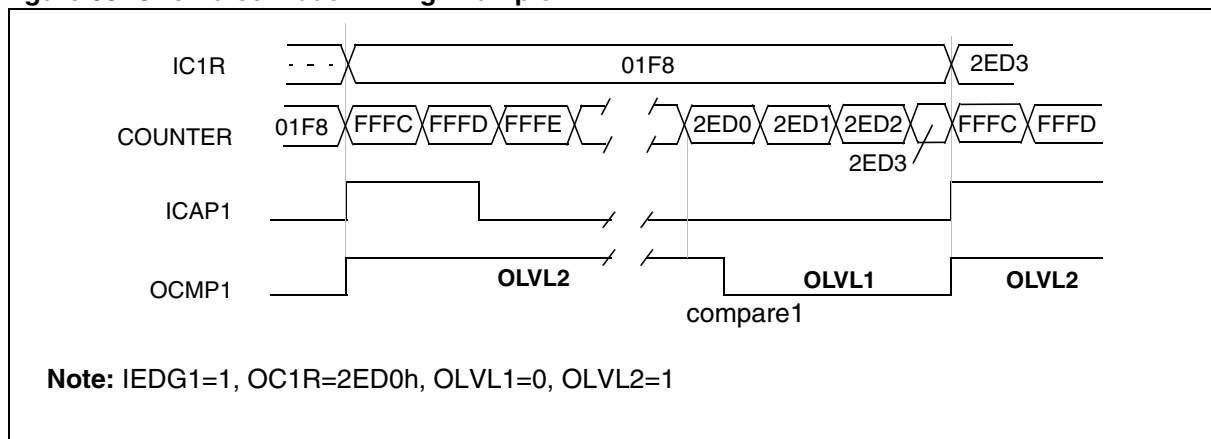 IC1R - - - 01F8 2ED3
COUNTER 01F8 FFFC FFFD FFFE 2ED0 2ED1 2ED2 FFFC FFFD
2ED3
ICAP1
OCMP1 OLVL2 OLVL1 OLVL2
compare1
Note: IEDG1=1, OC1R=2ED0h, OLVL1=0, OLVL2=1